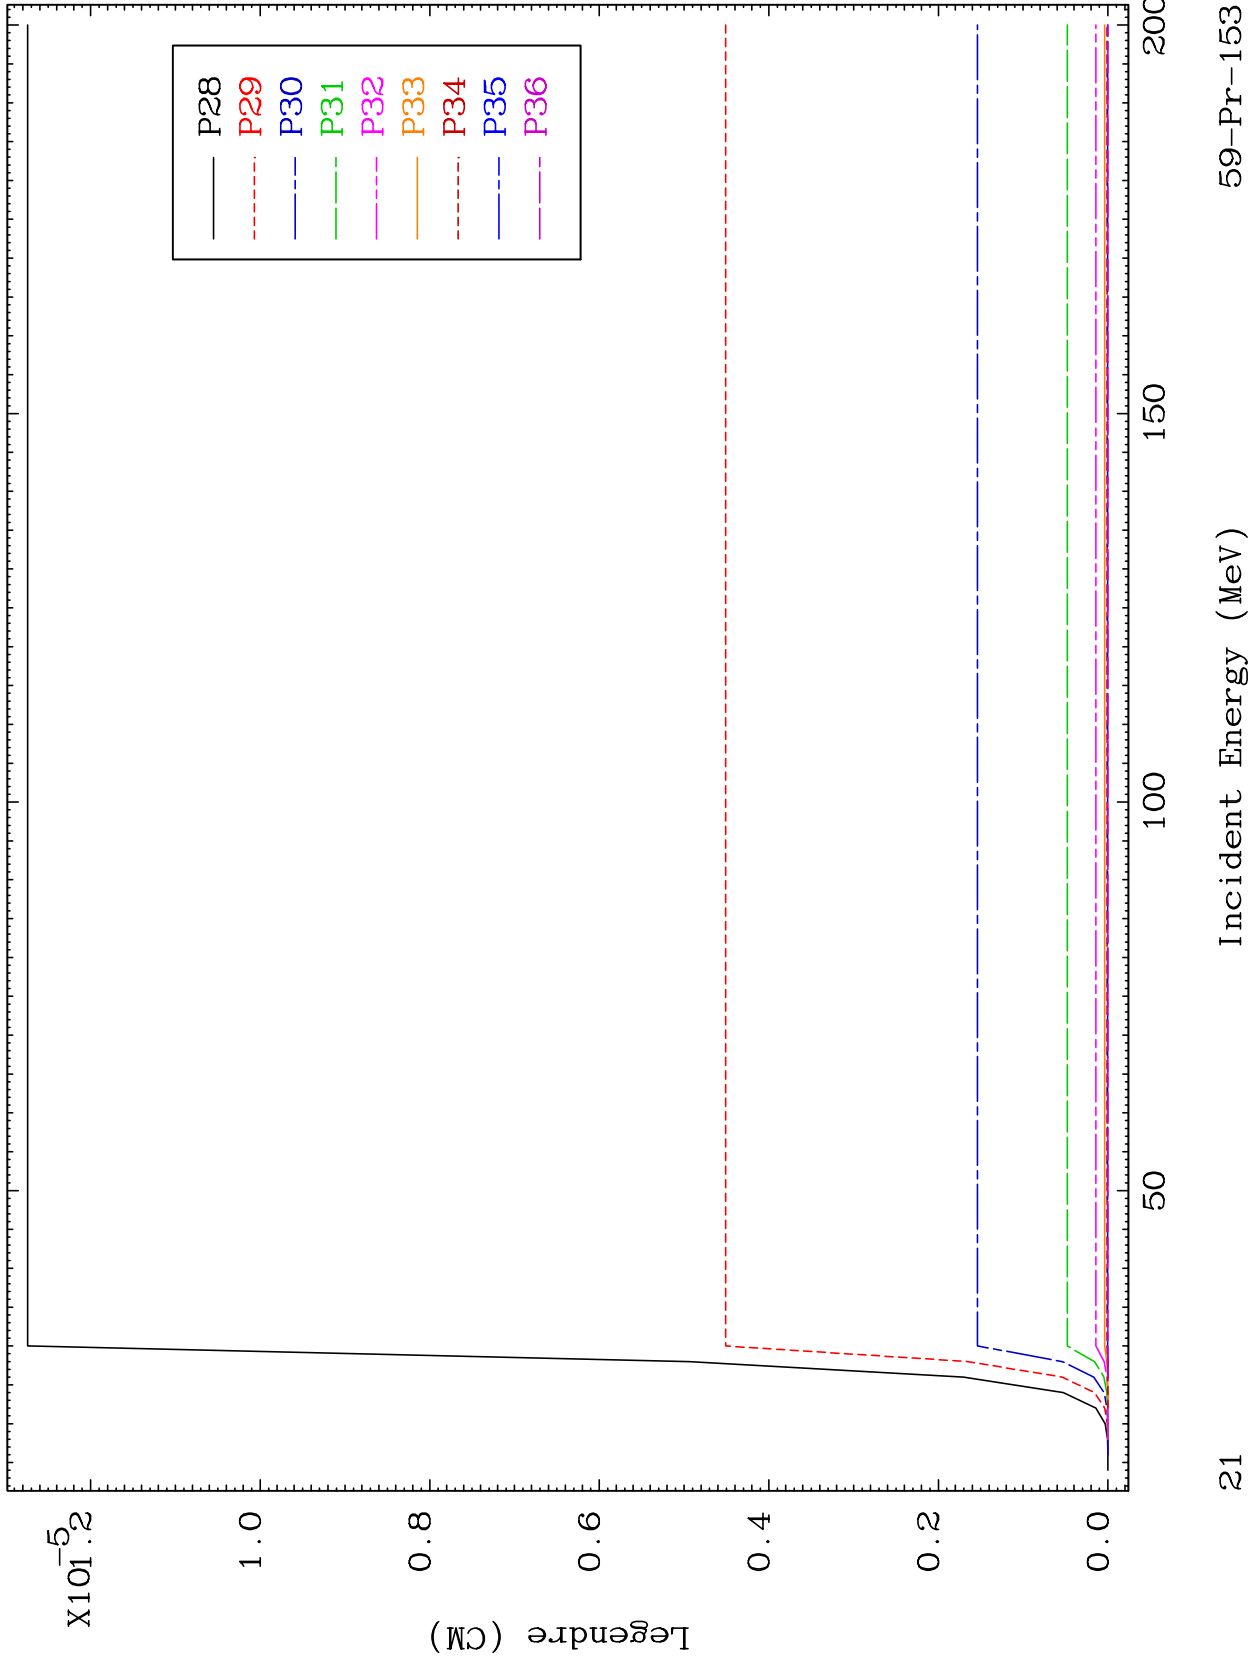 X10-5
1.2
1.0
0.8
0.6
0.4
0.2
0.0
Legendre (CM)
P28
P29
P30
P31
P32
P33
P34
P35
P36
50
100
150
200
Incident Energy (MeV)
21
59-Pr-153